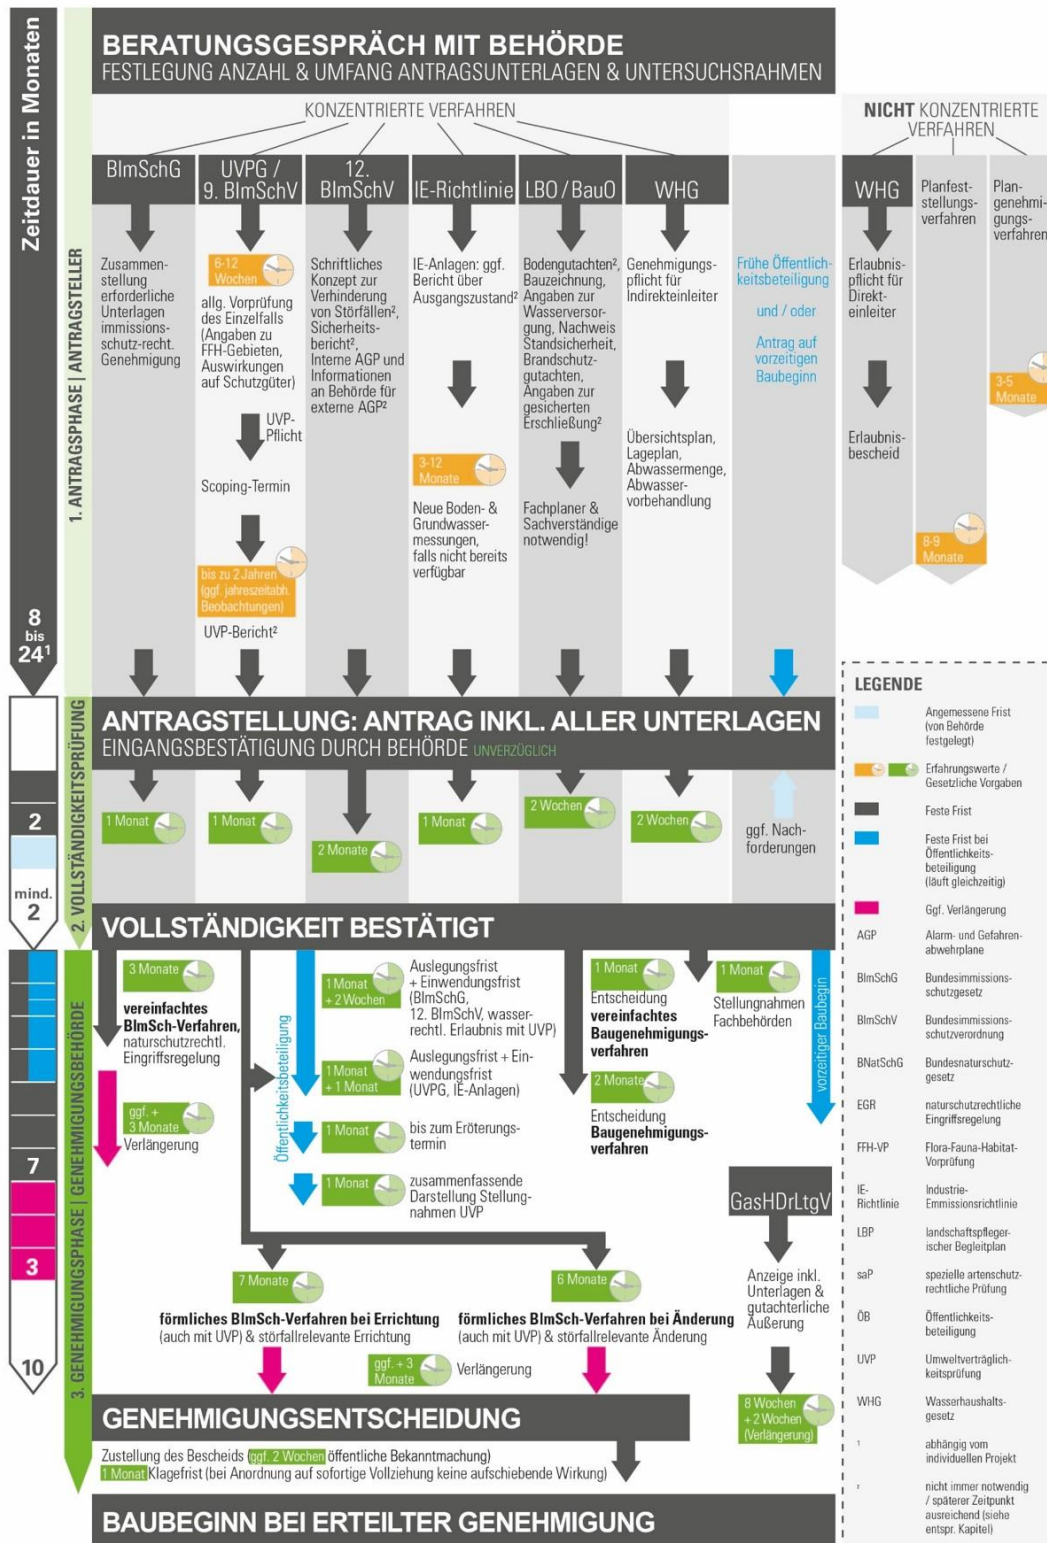 Zeitdauer in Monaten
8
bis
24¹
2
mind.
2
7
3
10
1. ANTRAGSPHASE | ANTRAGSTELLER
2. VOLLSTÄNDIGKEITSPRÜFUNG
3. GENEHMIGUNGSPHASE | GENEHMIGUNGSBEHÖRDE
BERATUNGSGESPRÄCH MIT BEHÖRDE
FESTLEGUNG ANZAHL & UMFANG ANTRAGSUNTERLAGEN & UNTERSUCHSRAHMEN
KONZENTRIERTE VERFAHREN
BImSchG
Zusammen-
stellung
erforderliche
Unterlagen
immissions-
schutz-recht.
Genehmigung
UVPG /
9. BImSchV
6-12
Wochen
allg. Vorprüfung
des Einzelfalls
(Angaben zu
FFH-Gebieten,
Auswirkungen
auf Schutzgüter)
UVP-
Pflicht
Scoping-Termin
bis zu 2 Jahren
(ggf. jahreszeitabh.
Beobachtungen)
UVP-Bericht²
12.
BImSchV
Schriftliches
Konzept zur
Verhinderung
von Störfällen²,
Sicherheits-
bericht²,
Interne AGP und
Informationen
an Behörde für
externe AGP²
IE-Richtlinie
IE-Anlagen: ggf.
Bericht über
Ausgangszustand²
3-12
Monate
Neue Boden- &
Grundwasser-
messungen,
falls nicht bereits
verfügbar
LBO / BauO
Bodengutachten²,
Bauzeichnung,
Angaben zur
Wasserversor-
gung, Nachweis
Standsicherheit,
Brandschutz-
gutachten,
Angaben zur
gesicherten
Erschließung²
Fachplaner &
Sachverständige
notwendig!
WHG
Genehmigungs-
pflicht für
Indirekteinleiter
Übersichtsplan,
Lageplan,
Abwassermenge,
Abwasser-
vorbehandlung
Frühe Öffentlich-
keitsbeteiligung
und / oder
Antrag auf
vorzeitigen
Baubeginn
NICHT KONZENTRIERTE
VERFAHREN
WHG
Erlaubnis-
pflicht für
Direkt-
einleiter
Erlaubnis-
bescheid
Planfest-
stellungs-
verfahren
8-9
Monate
Plan-
genehmi-
gungs-
verfahren
3-5
Monate
ANTRAGSTELLUNG: ANTRAG INKL. ALLER UNTERLAGEN
EINGANGSBESTÄTIGUNG DURCH BEHÖRDE UNVERZÜGLICH
1 Monat
1 Monat
2 Monate
1 Monat
2 Wochen
2 Wochen
ggf. Nach-
forderungen
VOLLSTÄNDIGKEIT BESTÄTIGT
3 Monate
vereinfachtes
BImSch-Verfahren,
naturschutzrechtl.
Eingriffsregelung
ggf. +
3 Monate
Verlängerung
Öffentlichkeitsbeteiligung
1 Monat
+ 2 Wochen
Auslegungsfrist
+ Einwendungsfrist
(BImSchG,
12. BImSchV, wasser-
rechtl. Erlaubnis mit UVP)
1 Monat
+ 1 Monat
Auslegungsfrist + Ein-
wendungsfrist
(UVPG, IE-Anlagen)
1 Monat
bis zum Erörterungs-
termin
1 Monat
zusammenfassende
Darstellung Stellung-
nahmen UVP
1 Monat
Entscheidung
vereinfachtes
Baugenehmigungs-
verfahren
2 Monate
Entscheidung
Baugenehmigungs-
verfahren
1 Monat
Stellungnahmen
Fachbehörden
vorzeitiger Baubegin
7 Monate
förmliches BImSch-Verfahren bei Errichtung
(auch mit UVP) & störfallrelevante Errichtung
6 Monate
förmliches BImSch-Verfahren bei Änderung
(auch mit UVP) & störfallrelevante Änderung
ggf. + 3
Monate
Verlängerung
GasHDrLtgV
Anzeige inkl.
Unterlagen &
gutachterliche
Äußerung
8 Wochen
+ 2 Wochen
(Verlängerung)
GENEHMIGUNGSENTSCHEIDUNG
Zustellung des Bescheids (ggf. 2 Wochen öffentliche Bekanntmachung)
1 Monat Klagefrist (bei Anordnung auf sofortige Vollziehung keine aufschiebende Wirkung)
BAUBEGINN BEI ERTEILTER GENEHMIGUNG
LEGENDE
Angemessene Frist
(von Behörde
festgelegt)
Erfahrungswerte /
Gesetzliche Vorgaben
Feste Frist
Feste Frist bei
Öffentlichkeits-
beteiligung
(läuft gleichzeitig)
Ggf. Verlängerung
AGP Alarm- und Gefahren-
abwehrplane
BImSchG Bundesimmissions-
schutzgesetz
BImSchV Bundesimmissions-
schutzverordnung
BNatSchG Bundesnaturschutz-
gesetz
EGR naturschutzrechtliche
Eingriffsregelung
FFH-VP Flora-Fauna-Habitat-
Vorprüfung
IE- Industrie-
Richtlinie Emmissionsrichtlinie
LBP landschaftspfleger-
ischer Begleitplan
saP spezielle artenschutz-
rechtliche Prüfung
ÖB Öffentlichkeits-
beteiligung
UVP Umweltverträglich-
keitsprüfung
WHG Wasserhaushalts-
gesetz
¹ abhängig vom
individuellen Projekt
² nicht immer notwendig
/ späterer Zeitpunkt
ausreichend (siehe
entspr. Kapitel)